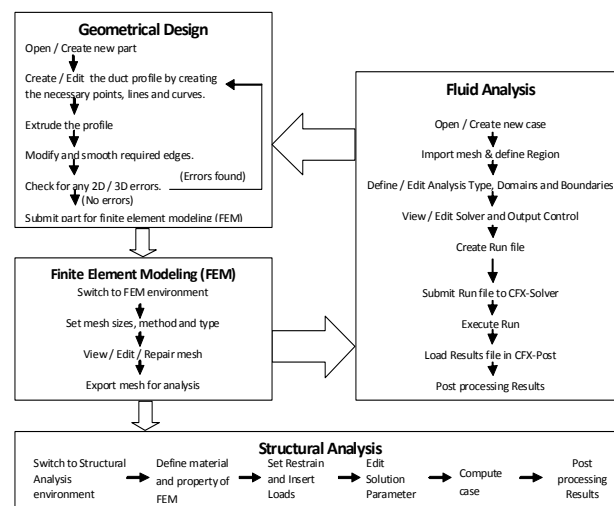 Geometrical Design
Open / Create new part
Create / Edit the duct profile by creating
the necessary points, lines and curves.
Extrude the profile
Modify and smooth required edges.
(Errors found)
Check for any 2D / 3D errors.
(No errors)
Submit part for finite element modeling (FEM)
Finite Element Modeling (FEM)
Switch to FEM environment
Set mesh sizes, method and type
View / Edit / Repair mesh
Export mesh for analysis
Fluid Analysis
Open / Create new case
Import mesh & define Region
Define / Edit Analysis Type, Domains and Boundaries
View / Edit Solver and Output Control
Create Run file
Submit Run file to CFX-Solver
Execute Run
Load Results file in CFX-Post
Post processing Results
Structural Analysis
Switch to Structural
Analysis
environment
Define material
and property of
FEM
Set Restrain
and Insert
Loads
Edit
Solution
Parameter
Compute
case
Post
processing
Results